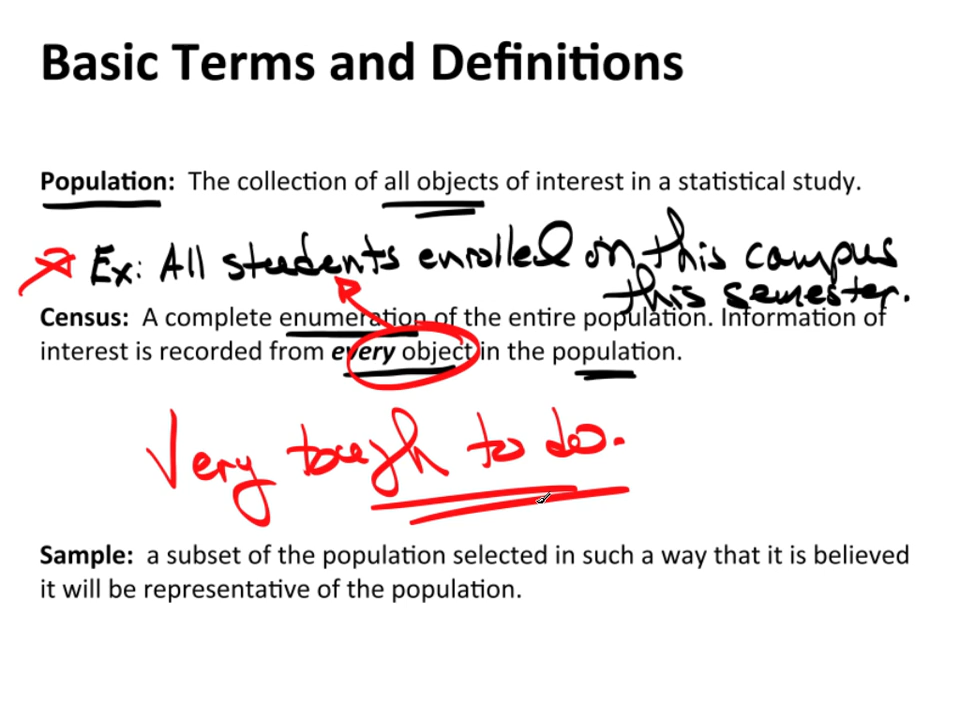 Basic Terms and Definitions
Population: The collection of all objects of interest in a statistical study.
Ex: All students enrolled on this campus
this semester.
Census: A complete enumeration of the entire population. Information of
interest is recorded from every object in the population.
Very tough to do.
Sample: a subset of the population selected in such a way that it is believed
it will be representative of the population.